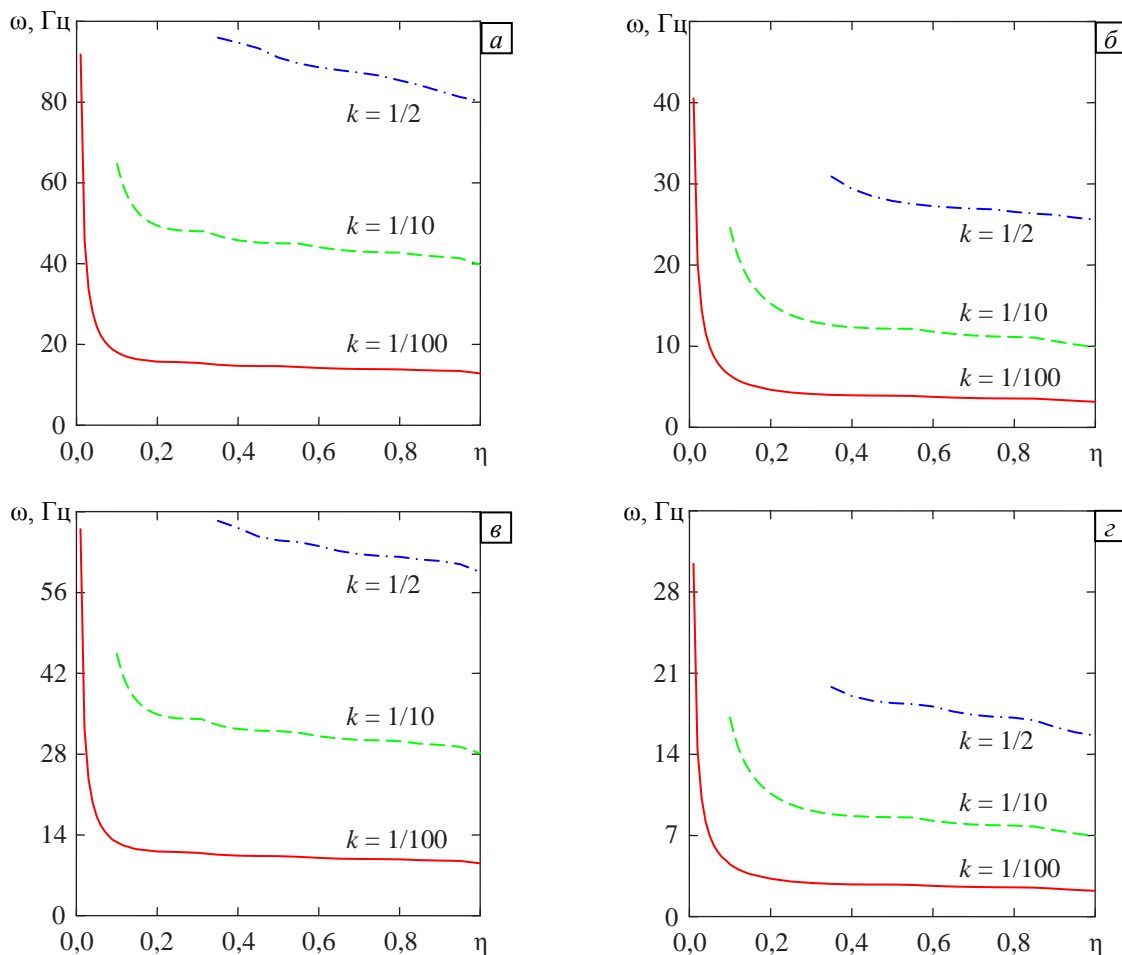 ω, Гц
а
80
60
40
20
0
0,0 0,2 0,4 0,6 0,8 η
k = 1/2
k = 1/10
k = 1/100
ω, Гц
б
40
30
20
10
0
0,0 0,2 0,4 0,6 0,8 η
k = 1/2
k = 1/10
k = 1/100
ω, Гц
в
56
42
28
14
0
0,0 0,2 0,4 0,6 0,8 η
k = 1/2
k = 1/10
k = 1/100
ω, Гц
г
28
21
14
7
0
0,0 0,2 0,4 0,6 0,8 η
k = 1/2
k = 1/10
k = 1/100